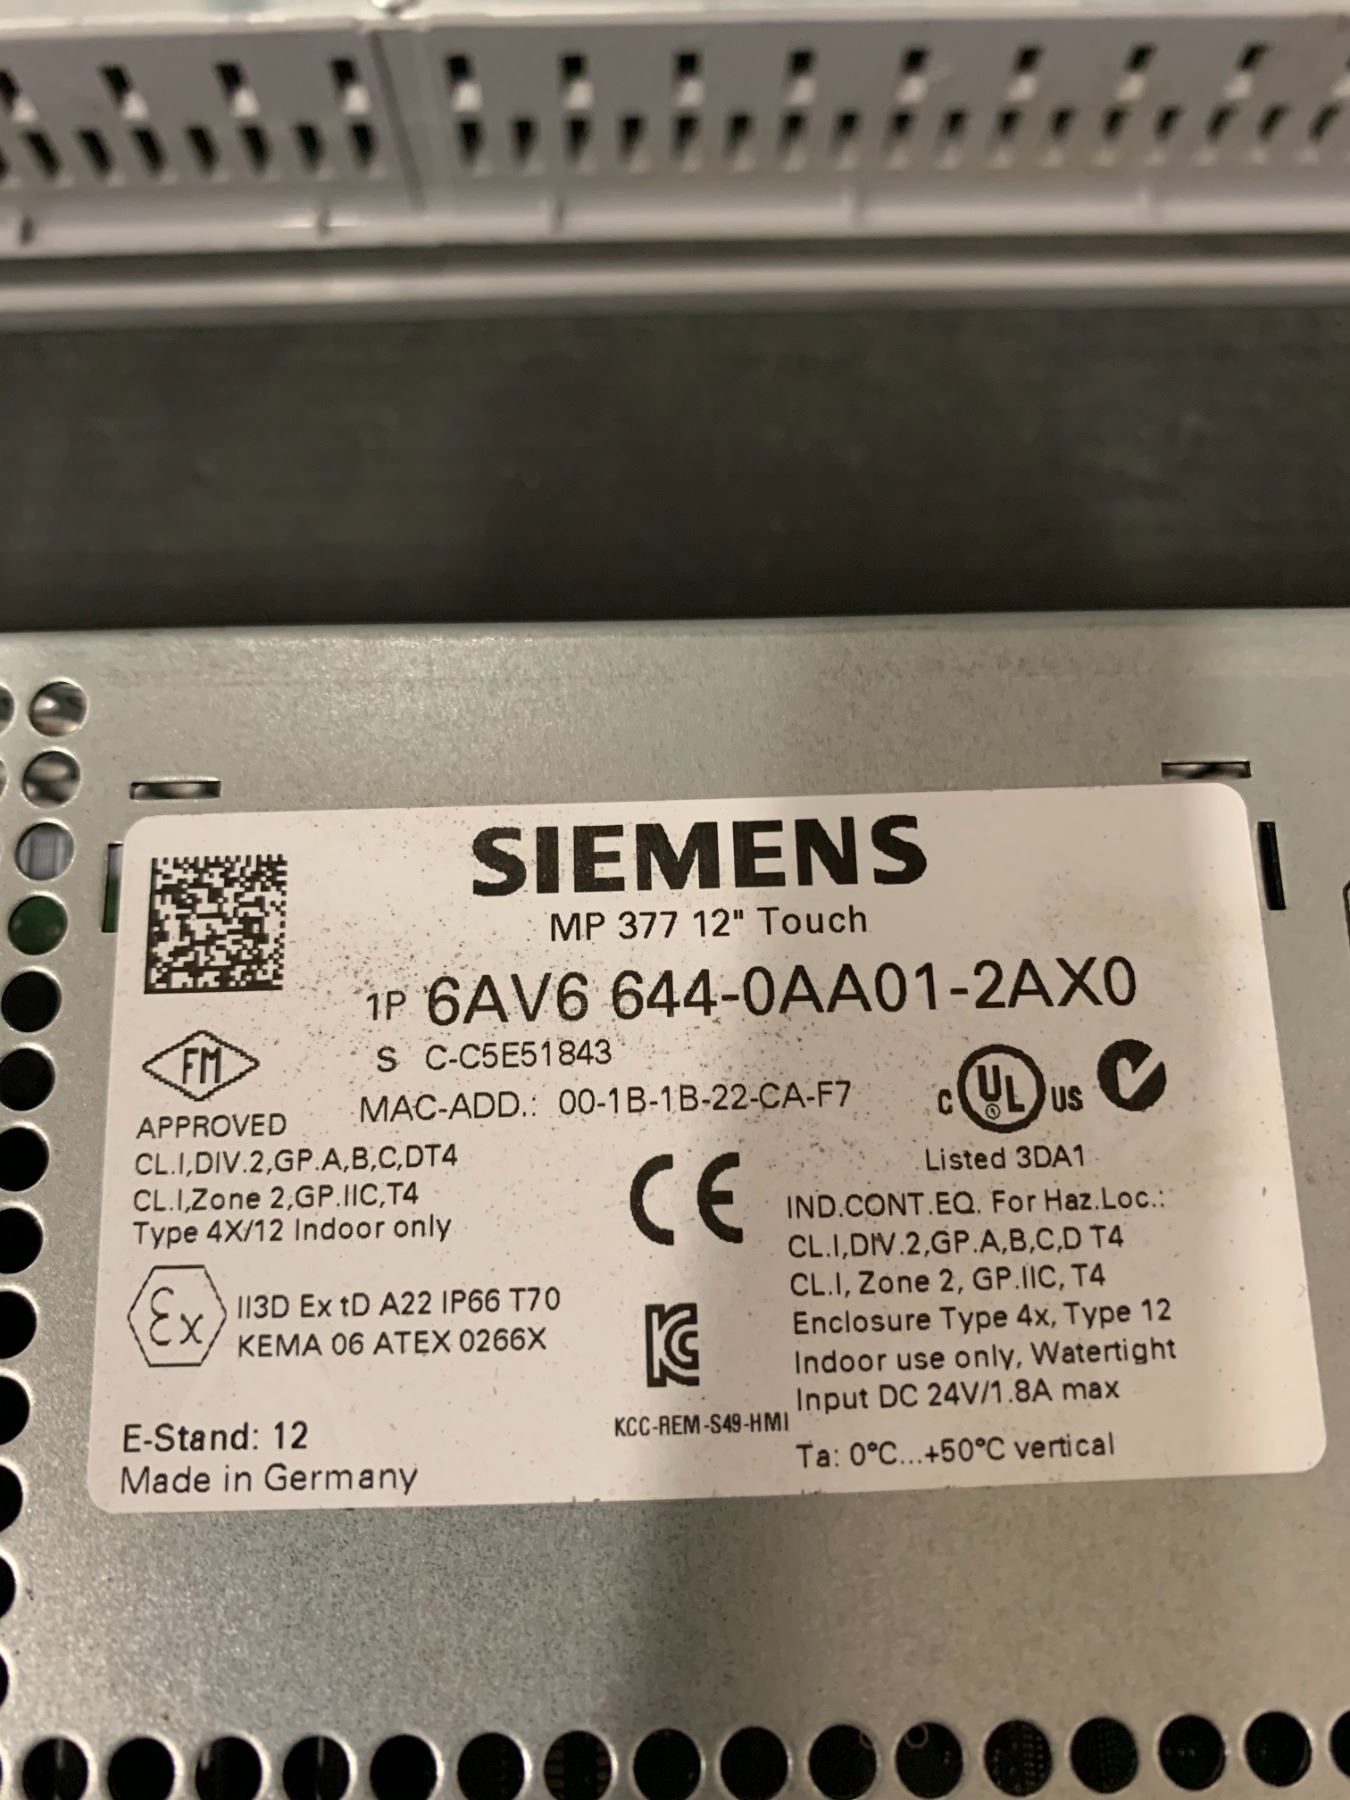 SIEMENS
MP 377 12" Touch
1P 6AV6 644-0AA01-2AX0
S C-C5E51843
MAC-ADD.: 00-1B-1B-22-CA-F7
FM
APPROVED
CL.I,DIV.2,GP.A,B,C,DT4
CL.I,Zone 2,GP.IIC,T4
Type 4X/12 Indoor only
Ex
II3D Ex tD A22 IP66 T70
KEMA 06 ATEX 0266X
E-Stand: 12
Made in Germany
CE
KC
KCC-REM-S49-HMI
C UL US
Listed 3DA1
IND.CONT.EQ. For Haz.Loc.:
CL.I,DIV.2,GP.A,B,C,D T4
CL.I, Zone 2, GP.IIC, T4
Enclosure Type 4x, Type 12
Indoor use only, Watertight
Input DC 24V/1.8A max
Ta: 0°C...+50°C vertical